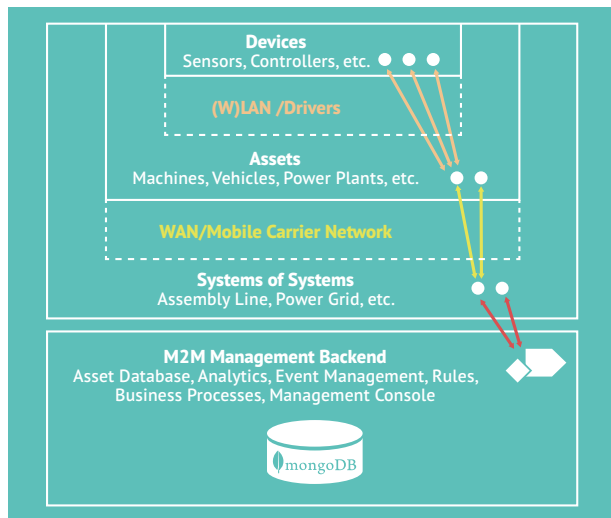 Devices
Sensors, Controllers, etc.
(W)LAN /Drivers
Assets
Machines, Vehicles, Power Plants, etc.
WAN/Mobile Carrier Network
Systems of Systems
Assembly Line, Power Grid, etc.
M2M Management Backend
Asset Database, Analytics, Event Management, Rules,
Business Processes, Management Console
mongoDB